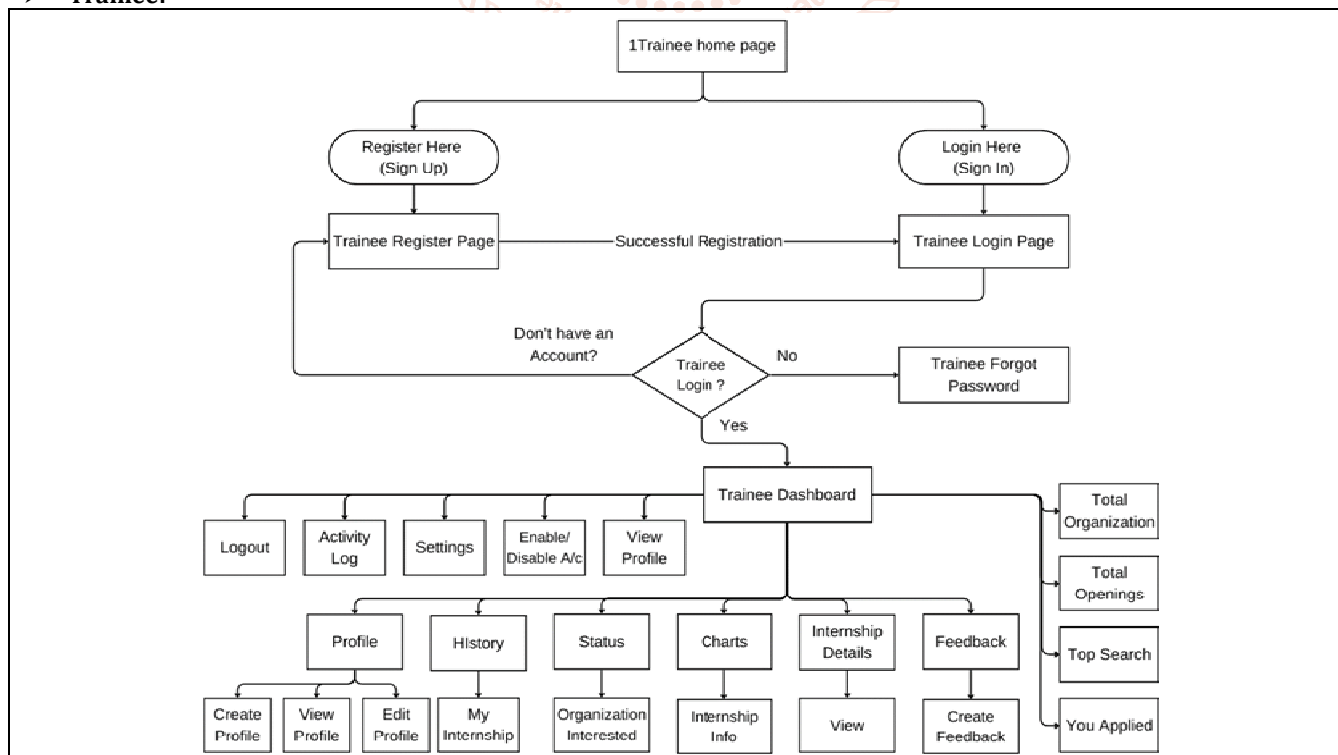 Trainee:
1Trainee home page
Register Here
(Sign Up)
Login Here
(Sign In)
Trainee Register Page
Successful Registration
Trainee Login Page
Don't have an
Account?
Trainee
Login ?
No
Trainee Forgot
Password
Yes
Trainee Dashboard
Logout
Activity
Log
Settings
Enable/
Disable A/c
View
Profile
Total
Organization
Total
Openings
Top Search
You Applied
Profile
HIstory
Status
Charts
Internship
Details
Feedback
Create
Profile
View
Profile
Edit
Profile
My
Internship
Organization
Interested
Internship
Info
View
Create
Feedback